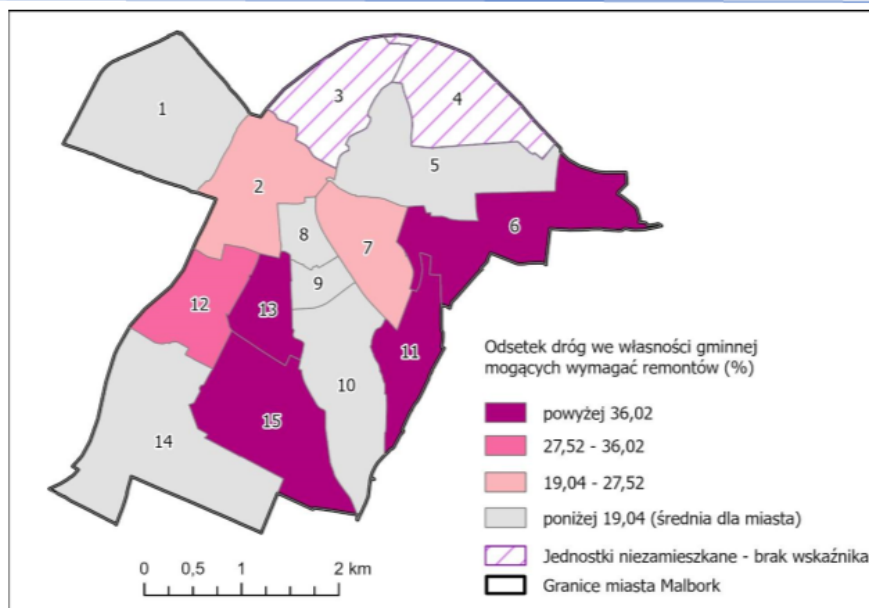 1
3
4
5
2
6
8
7
9
12
13
11
10
15
14
Odsetek dróg we własności gminnej
mogących wymagać remontów (%)
powyżej 36,02
27,52 - 36,02
19,04 - 27,52
poniżej 19,04 (średnia dla miasta)
Jednostki niezamieszkane - brak wskaźnika
Granice miasta Malbork
0 0,5 1 2 km